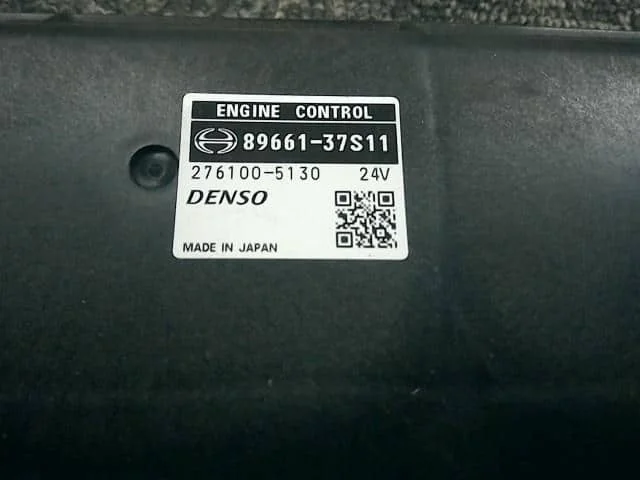 ENGINE CONTROL
89661-37S11
276100-5130 24V
DENSO
MADE IN JAPAN